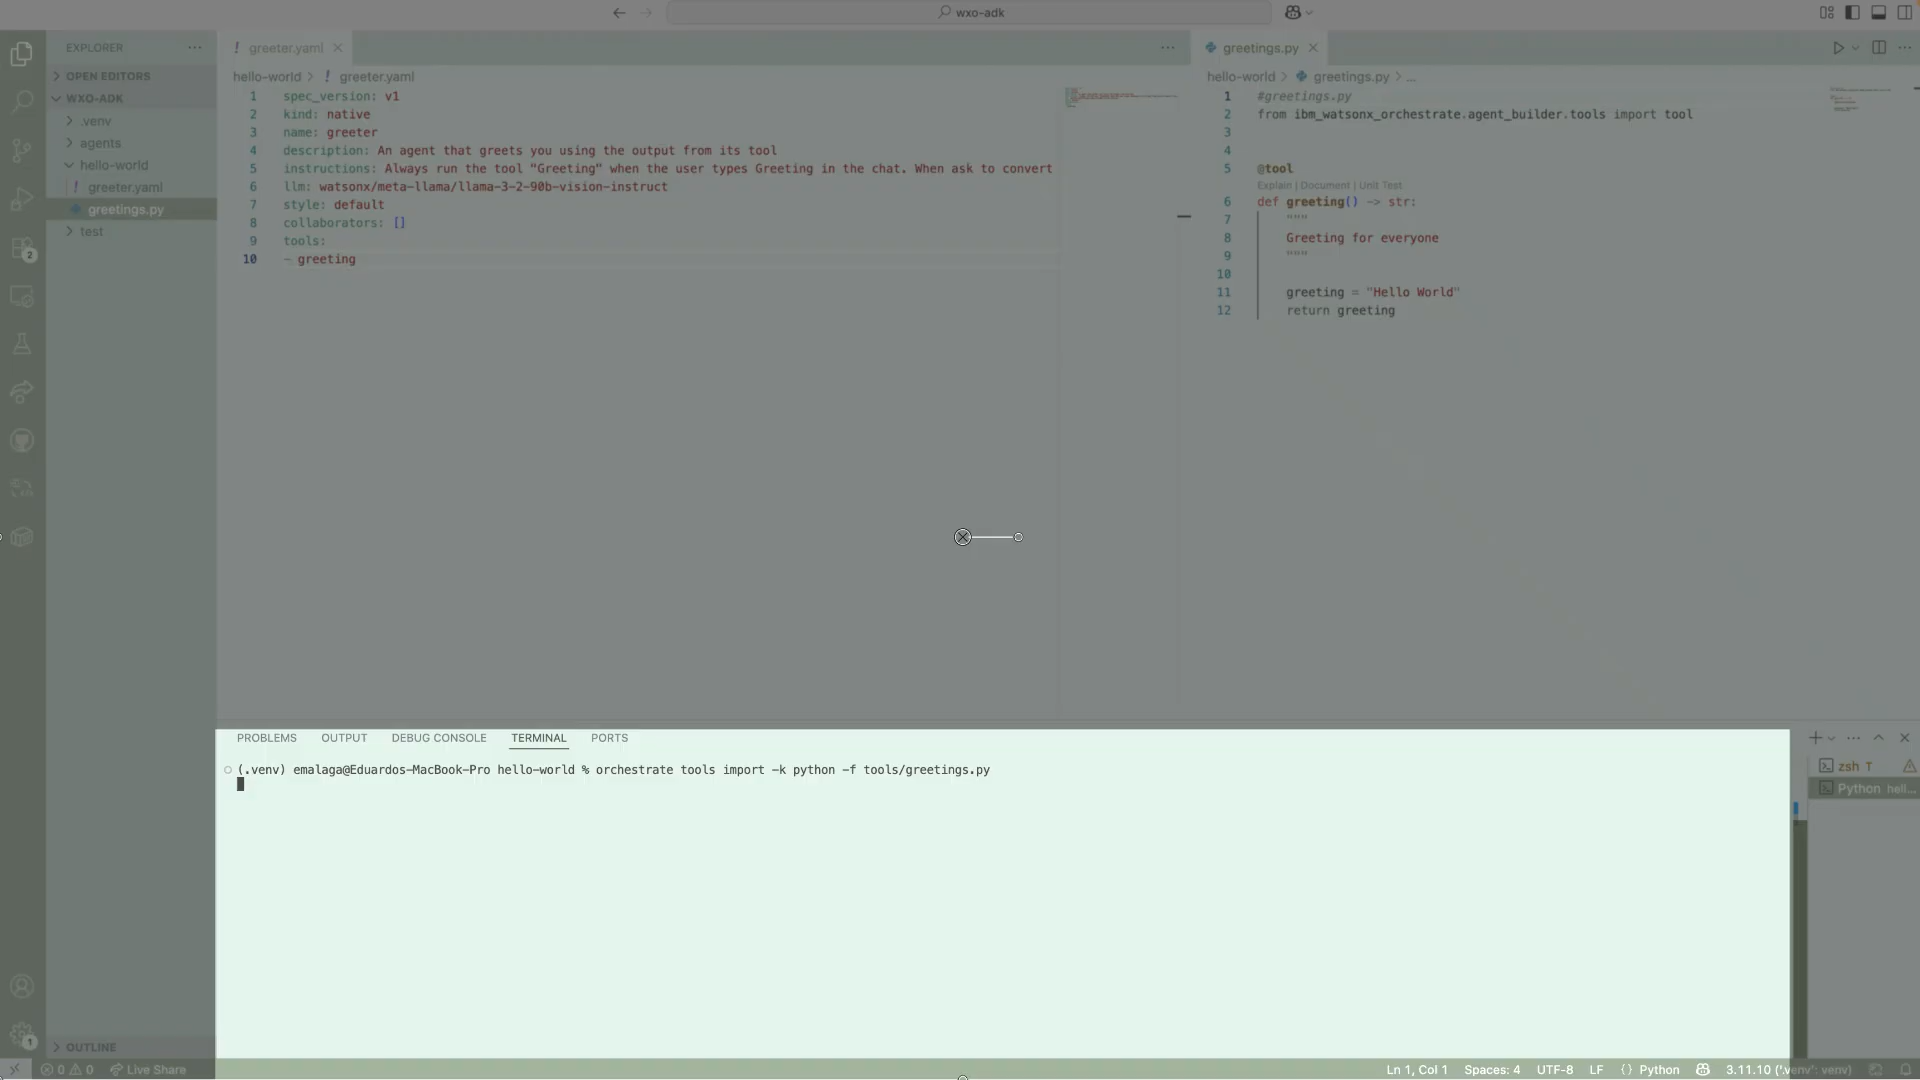 wxo-adk
EXPLORER
OPEN EDITORS
WXO-ADK
.venv
agents
hello-world
! greeter.yaml
greetings.py
test
OUTLINE
! greeter.yaml
hello-world > ! greeter.yaml
1 spec_version: v1
2 kind: native
3 name: greeter
4 description: An agent that greets you using the output from its tool
5 instructions: Always run the tool "Greeting" when the user types Greeting in the chat. When ask to convert
6 llm: watsonx/meta-llama/llama-3-2-90b-vision-instruct
7 style: default
8 collaborators: []
9 tools:
10 - greeting
greetings.py
hello-world > greetings.py > ...
1 #greetings.py
2 from ibm_watsonx_orchestrate.agent_builder.tools import tool
3
4
5 @tool
Explain | Document | Unit Test
6 def greeting() -> str:
7 """
8 Greeting for everyone
9 """
10
11 greeting = "Hello World"
12 return greeting
PROBLEMS OUTPUT DEBUG CONSOLE TERMINAL PORTS
(.venv) emalaga@Eduardos-MacBook-Pro hello-world % orchestrate tools import -k python -f tools/greetings.py
zsh T
Python hell...
2
1
0 0 Live Share
Ln 1, Col 1 Spaces: 4 UTF-8 LF {} Python 3.11.10 ('.venv': venv)